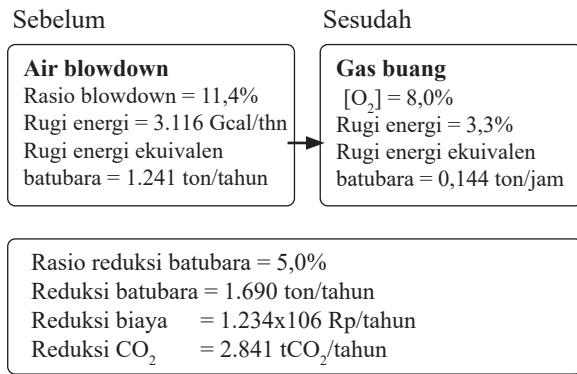 Sebelum
Air blowdown
Rasio blowdown = 11,4%
Rugi energi = 3.116 Gcal/thn
Rugi energi ekuivalen
batubara = 1.241 ton/tahun
Sesudah
Gas buang
[O₂] = 8,0%
Rugi energi = 3,3%
Rugi energi ekuivalen
batubara = 0,144 ton/jam
Rasio reduksi batubara = 5,0%
Reduksi batubara = 1.690 ton/tahun
Reduksi biaya = 1.234x106 Rp/tahun
Reduksi CO₂ = 2.841 tCO₂/tahun